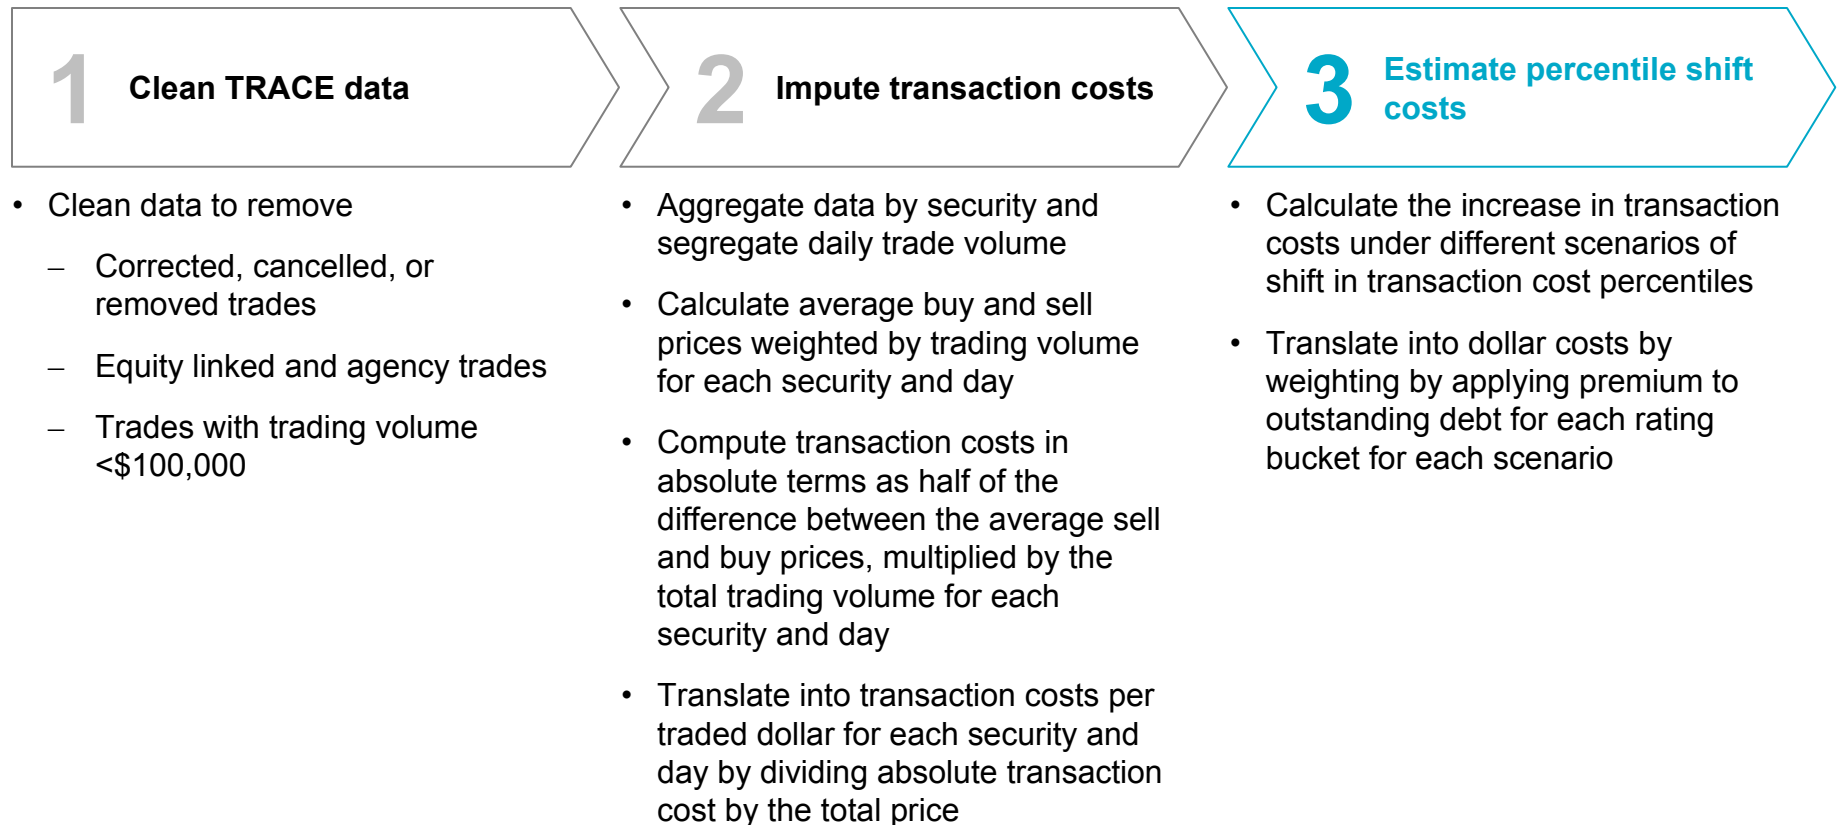 1
Clean TRACE data
• Clean data to remove
– Corrected, cancelled, or
removed trades
– Equity linked and agency trades
– Trades with trading volume
<$100,000
2
Impute transaction costs
• Aggregate data by security and
segregate daily trade volume
• Calculate average buy and sell
prices weighted by trading volume
for each security and day
• Compute transaction costs in
absolute terms as half of the
difference between the average sell
and buy prices, multiplied by the
total trading volume for each
security and day
• Translate into transaction costs per
traded dollar for each security and
day by dividing absolute transaction
cost by the total price
3
Estimate percentile shift
costs
• Calculate the increase in transaction
costs under different scenarios of
shift in transaction cost percentiles
• Translate into dollar costs by
weighting by applying premium to
outstanding debt for each rating
bucket for each scenario